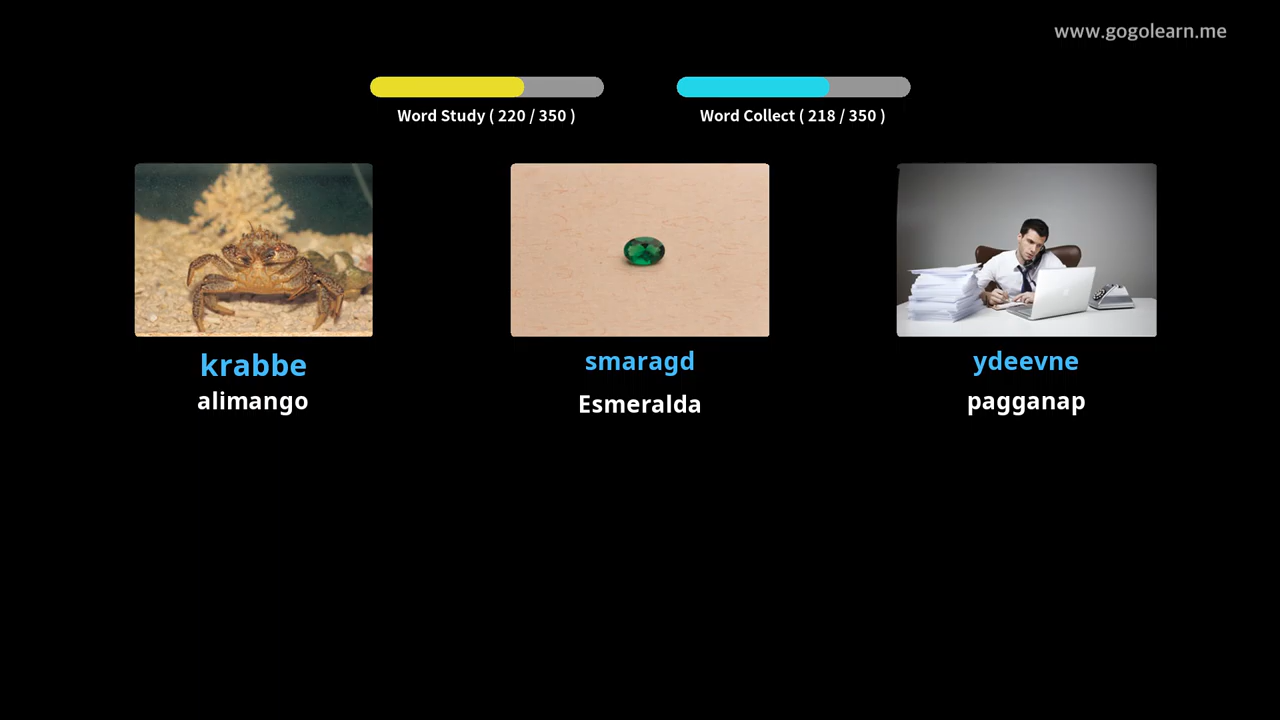 www.gogolearn.me
Word Study ( 220 / 350 )
Word Collect ( 218 / 350 )
krabbe
alimango
smaragd
Esmeralda
ydeevne
pagganap